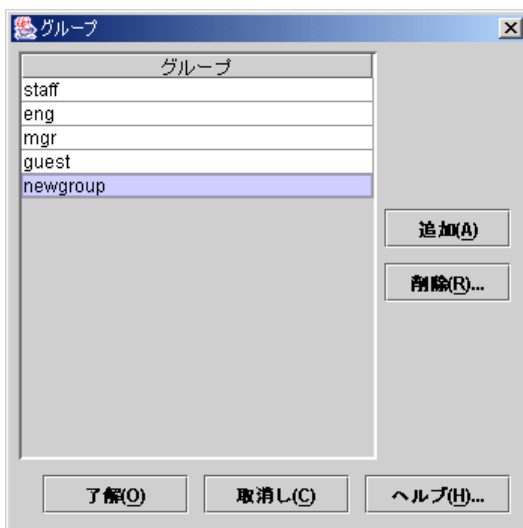 グループ
グループ
staff
eng
mgr
guest
newgroup
追加(A)
削除(R)...
了解(O)
取消し(C)
ヘルプ(H)...